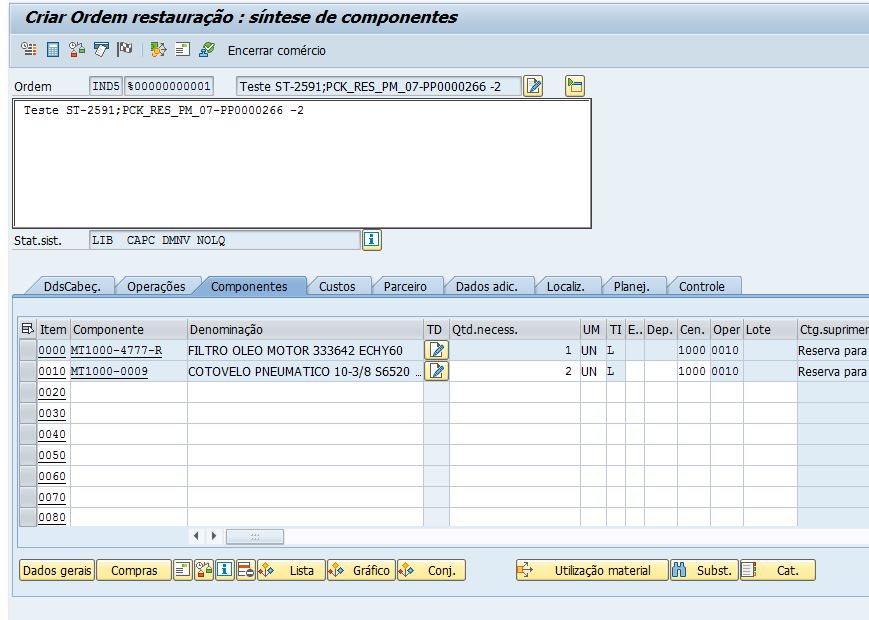 Criar Ordem restauração : síntese de componentes
Encerrar comércio
Ordem IND5 %00000000001 Teste ST-2591;PCK_RES_PM_07-PP0000266 -2
Teste ST-2591;PCK_RES_PM_07-PP0000266 -2
Stat.sist. LIB CAPC DMNV NOLQ
DdsCabeç. Operações Componentes Custos Parceiro Dados adic. Localiz. Planej. Controle
Item Componente Denominação TD Qtd.necess. UM TI E.. Dep. Cen. Oper Lote Ctg.suprimen
0000 MT1000-4777-R FILTRO OLEO MOTOR 333642 ECHY60 1 UN L 1000 0010 Reserva para
0010 MT1000-0009 COTOVELO PNEUMATICO 10-3/8 S6520 ... 2 UN L 1000 0010 Reserva para
0020
0030
0040
0050
0060
0070
0080
Dados gerais Compras Lista Gráfico Conj. Utilização material Subst. Cat.